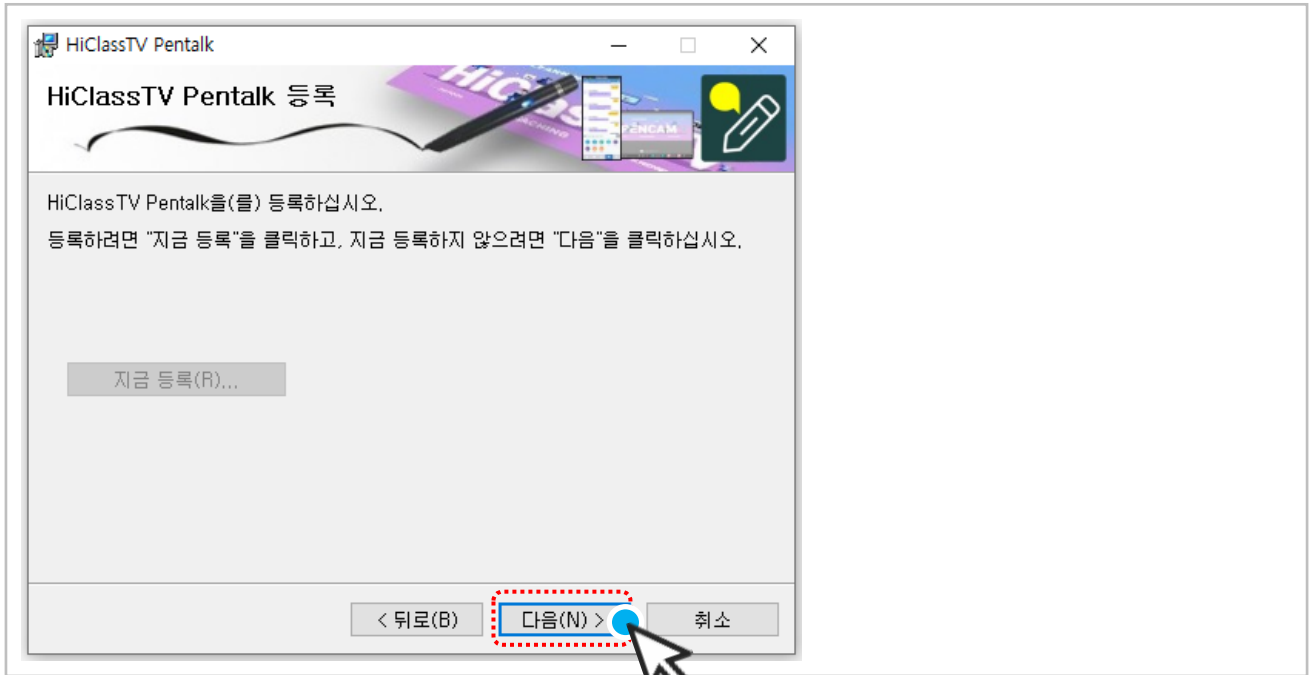 HiClassTV Pentalk
HiClassTV Pentalk 등록
HiClassTV Pentalk을(를) 등록하십시오.
등록하려면 "지금 등록"을 클릭하고, 지금 등록하지 않으려면 "다음"을 클릭하십시오.
지금 등록(R)...
< 뒤로(B)
다음(N) >
취소